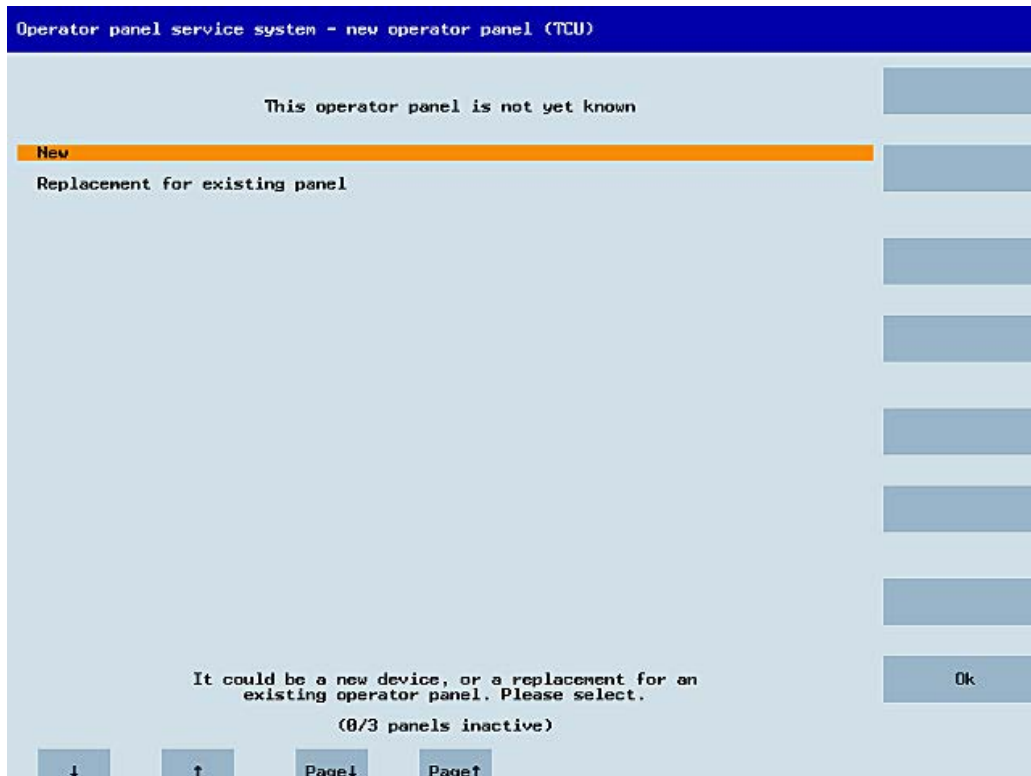 Operator panel service system - new operator panel (TCU)
This operator panel is not yet known
New
Replacement for existing panel
It could be a new device, or a replacement for an
existing operator panel. Please select.
Ok
(0/3 panels inactive)
↓ ↑ Page↓ Page↑